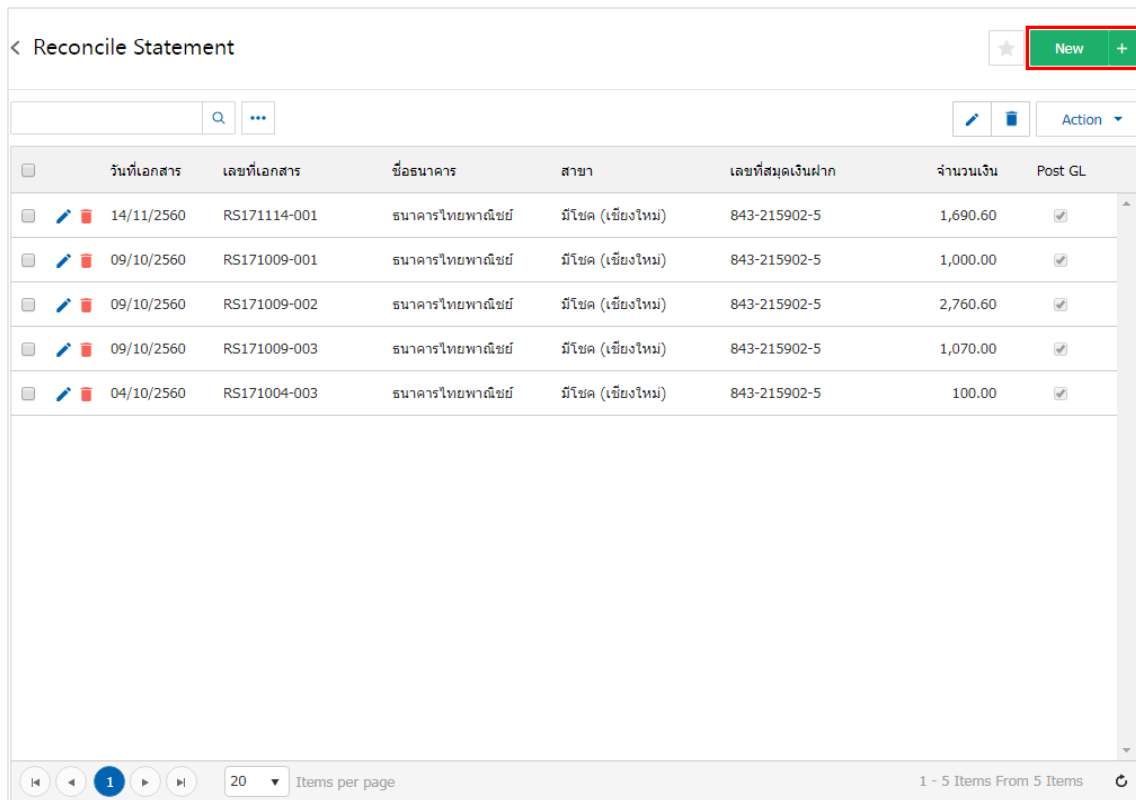 Reconcile Statement
New +
Action
วันที่เอกสาร เลขที่เอกสาร ชื่อธนาคาร สาขา เลขที่สมุดเงินฝาก จำนวนเงิน Post GL
14/11/2560 RS171114-001 ธนาคารไทยพาณิชย์ มีโชค (เชียงใหม่) 843-215902-5 1,690.60
09/10/2560 RS171009-001 ธนาคารไทยพาณิชย์ มีโชค (เชียงใหม่) 843-215902-5 1,000.00
09/10/2560 RS171009-002 ธนาคารไทยพาณิชย์ มีโชค (เชียงใหม่) 843-215902-5 2,760.60
09/10/2560 RS171009-003 ธนาคารไทยพาณิชย์ มีโชค (เชียงใหม่) 843-215902-5 1,070.00
04/10/2560 RS171004-003 ธนาคารไทยพาณิชย์ มีโชค (เชียงใหม่) 843-215902-5 100.00
1 20 Items per page 1 - 5 Items From 5 Items